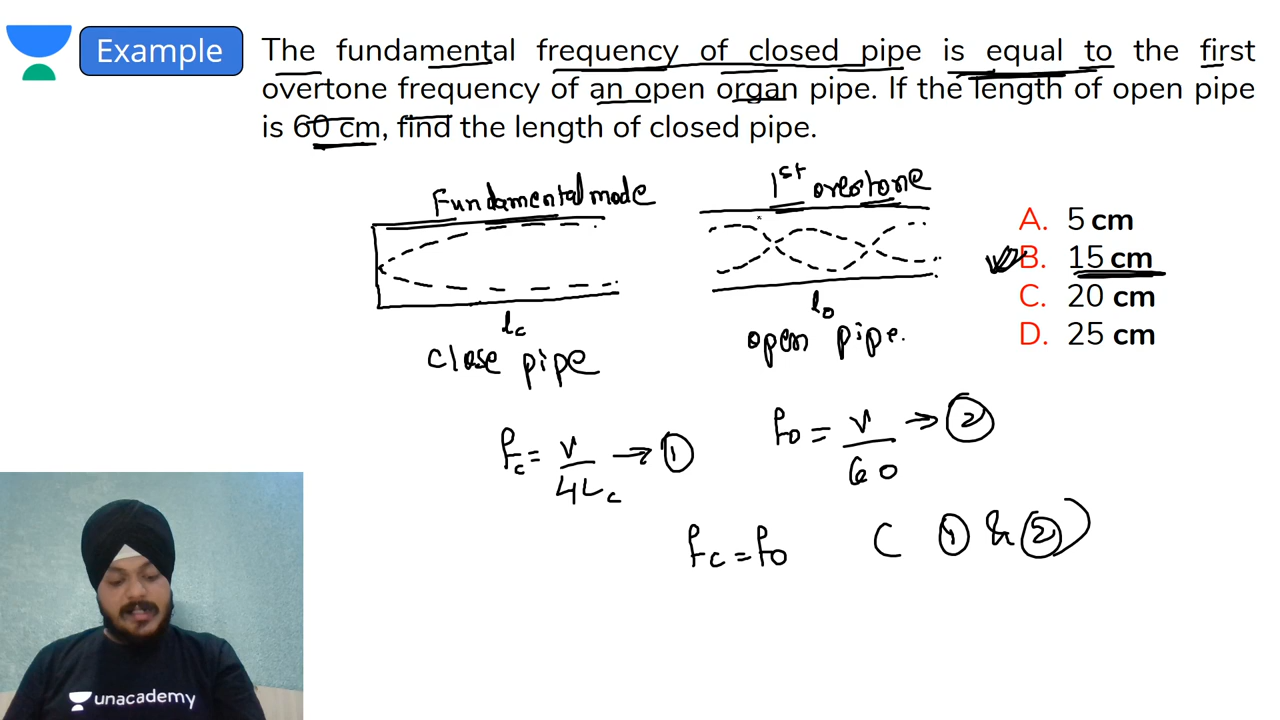 Example
The fundamental frequency of closed pipe is equal to the first
overtone frequency of an open organ pipe. If the length of open pipe
is 60 cm, find the length of closed pipe.
Fundamental mode
1st overtone
A. 5 cm
B. 15 cm
C. 20 cm
D. 25 cm
lc
close pipe
lo
open pipe.
fc = v/4Lc → ①
fo = v/60 → ②
fc = fo ( ① & ②)
unacademy